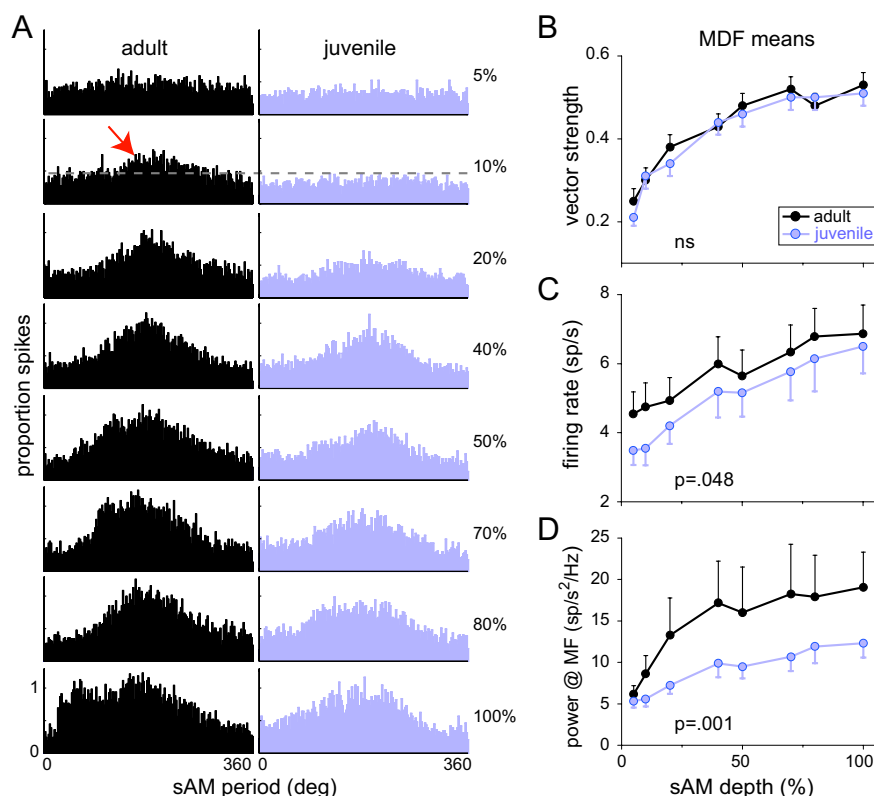 A
adult
juvenile
5%
10%
20%
40%
50%
70%
80%
100%
proportion spikes
1
0
360
360
sAM period (deg)
B
MDF means
0.6
0.4
0.2
vector strength
adult
juvenile
ns
C
8
6
4
2
firing rate (sp/s)
p=.048
D
25
20
15
10
5
0
power @ MF (sp/s²/Hz)
p=.001
0
50
100
sAM depth (%)